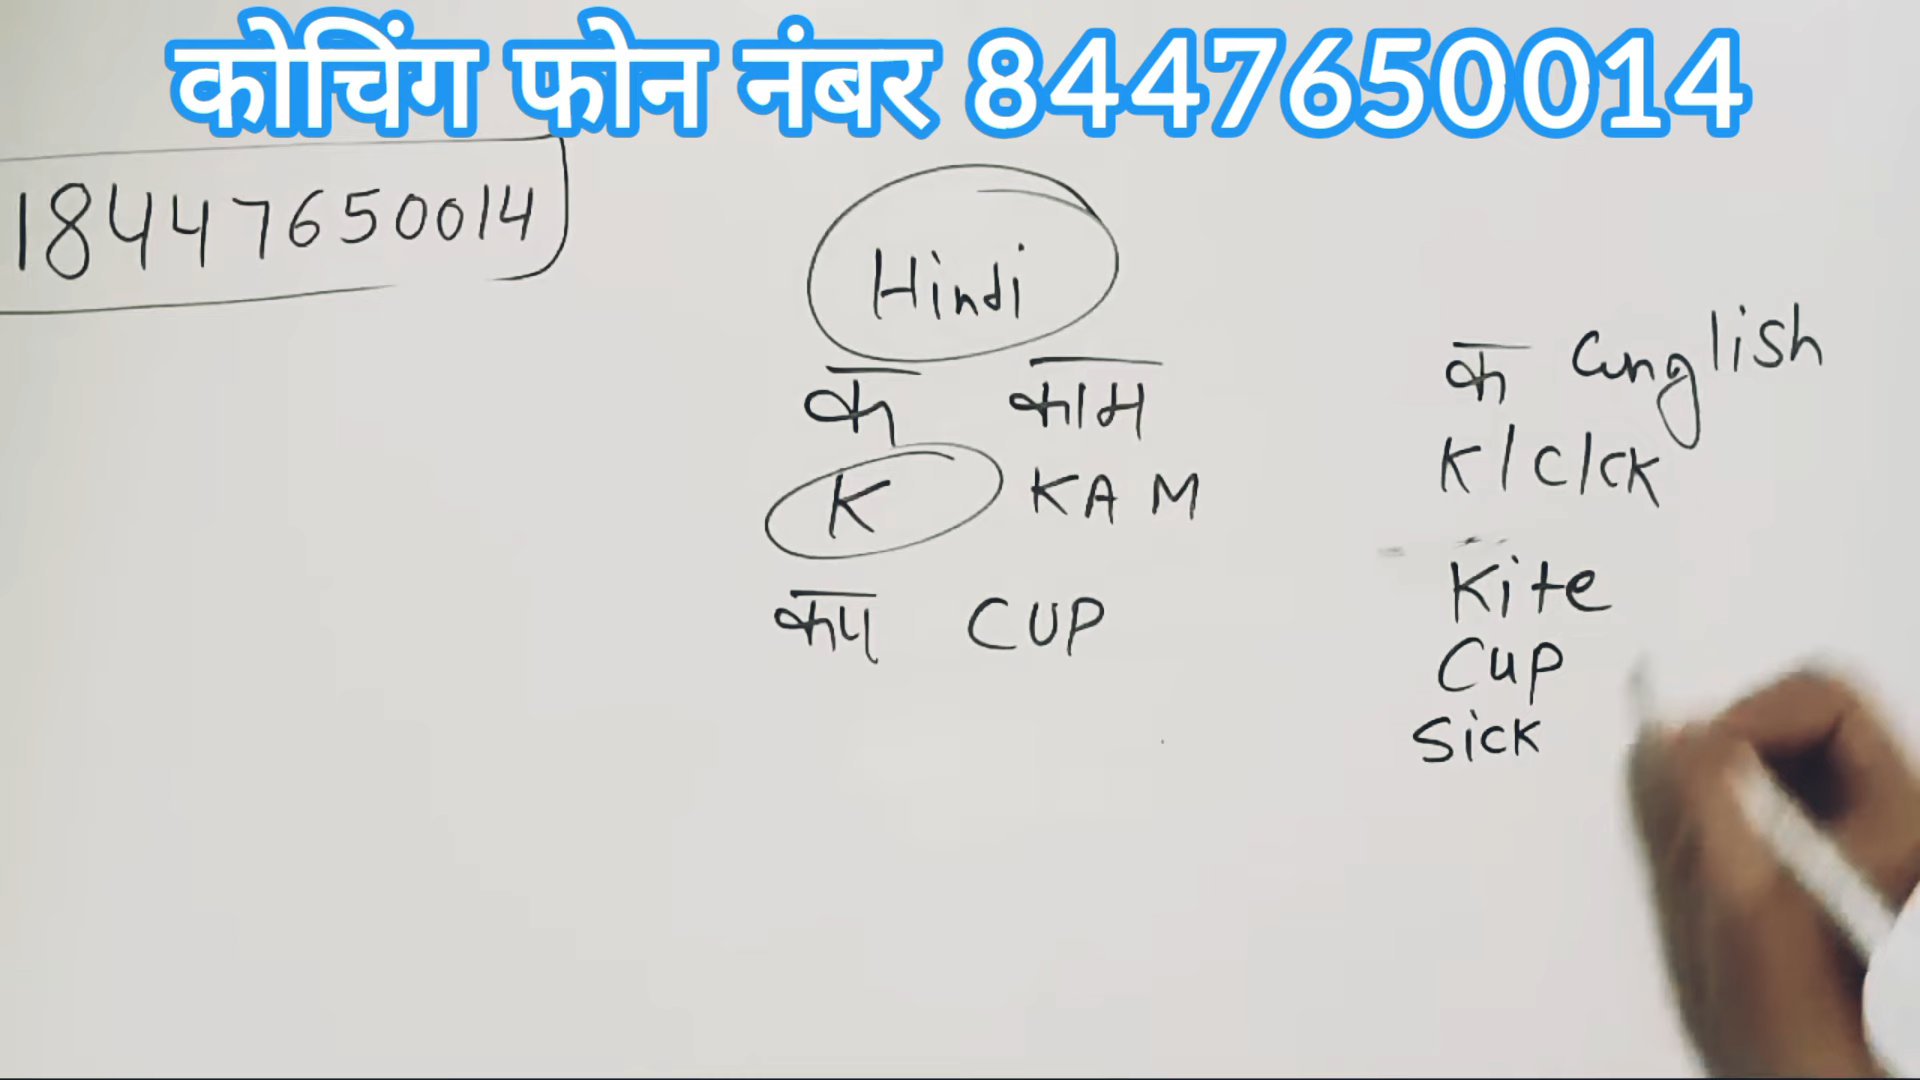 कोचिंग फोन नंबर 8447650014
18447650014
Hindi
क काम
K KAM
कप CUP
क English
K/C/CK
Kite
Cup
Sick